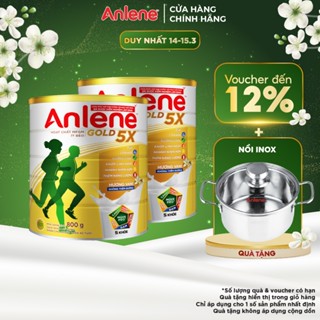 Anlene
CỬA HÀNG
CHÍNH HÃNG
DUY NHẤT 14-15.3
Voucher đến
12%
+
NỒI INOX
QUÀ TẶNG
Anlene
GOLD 5X
800 g
Anlene
GOLD 5X
*Số lượng quà & voucher có hạn
Quà tặng hiển thị trong giỏ hàng
Chỉ áp dụng cho 1 số sản phẩm nhất định
Quà tặng không áp dụng cộng dồn